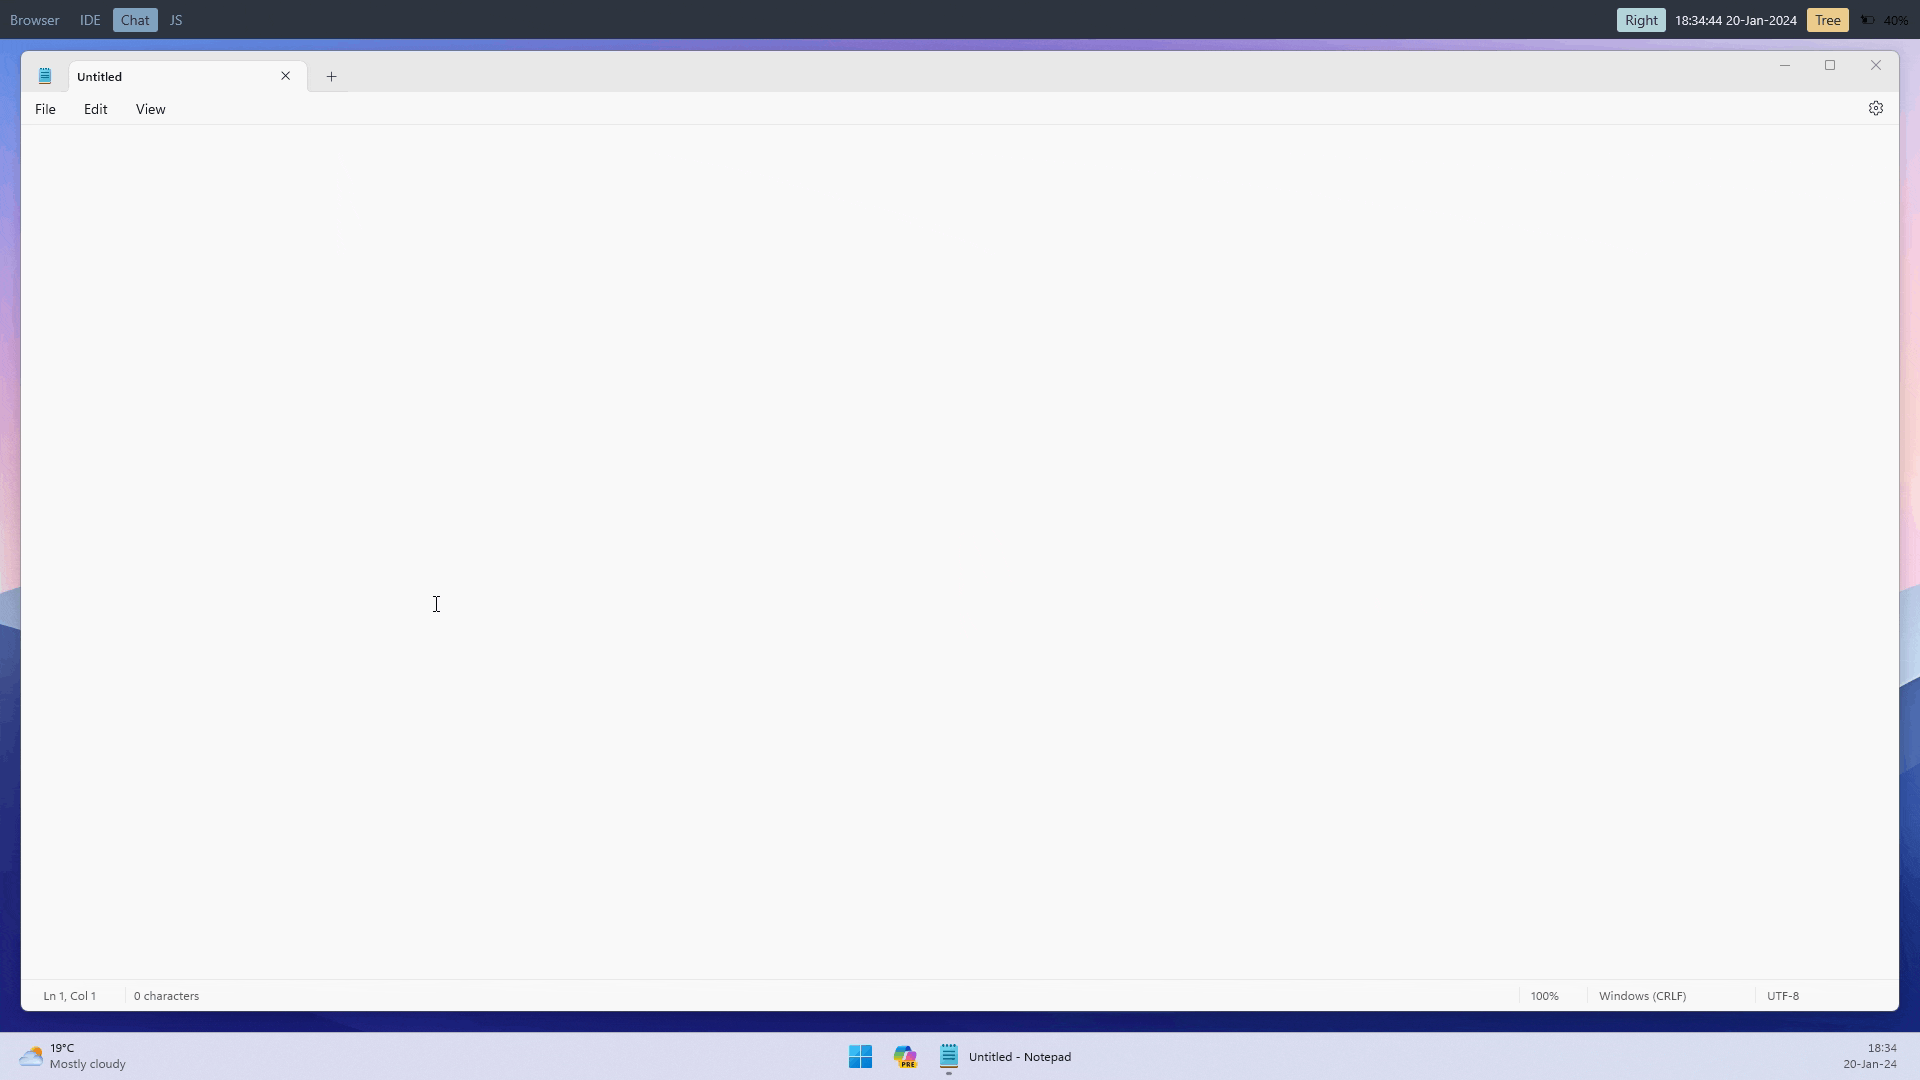 Browser IDE Chat JS Right 18:34:44 20-Jan-2024 Tree 40%
Untitled
File Edit View
Ln 1, Col 1 0 characters 100% Windows (CRLF) UTF-8
19°C
Mostly cloudy
PRE
Untitled - Notepad
18:34
20-Jan-24